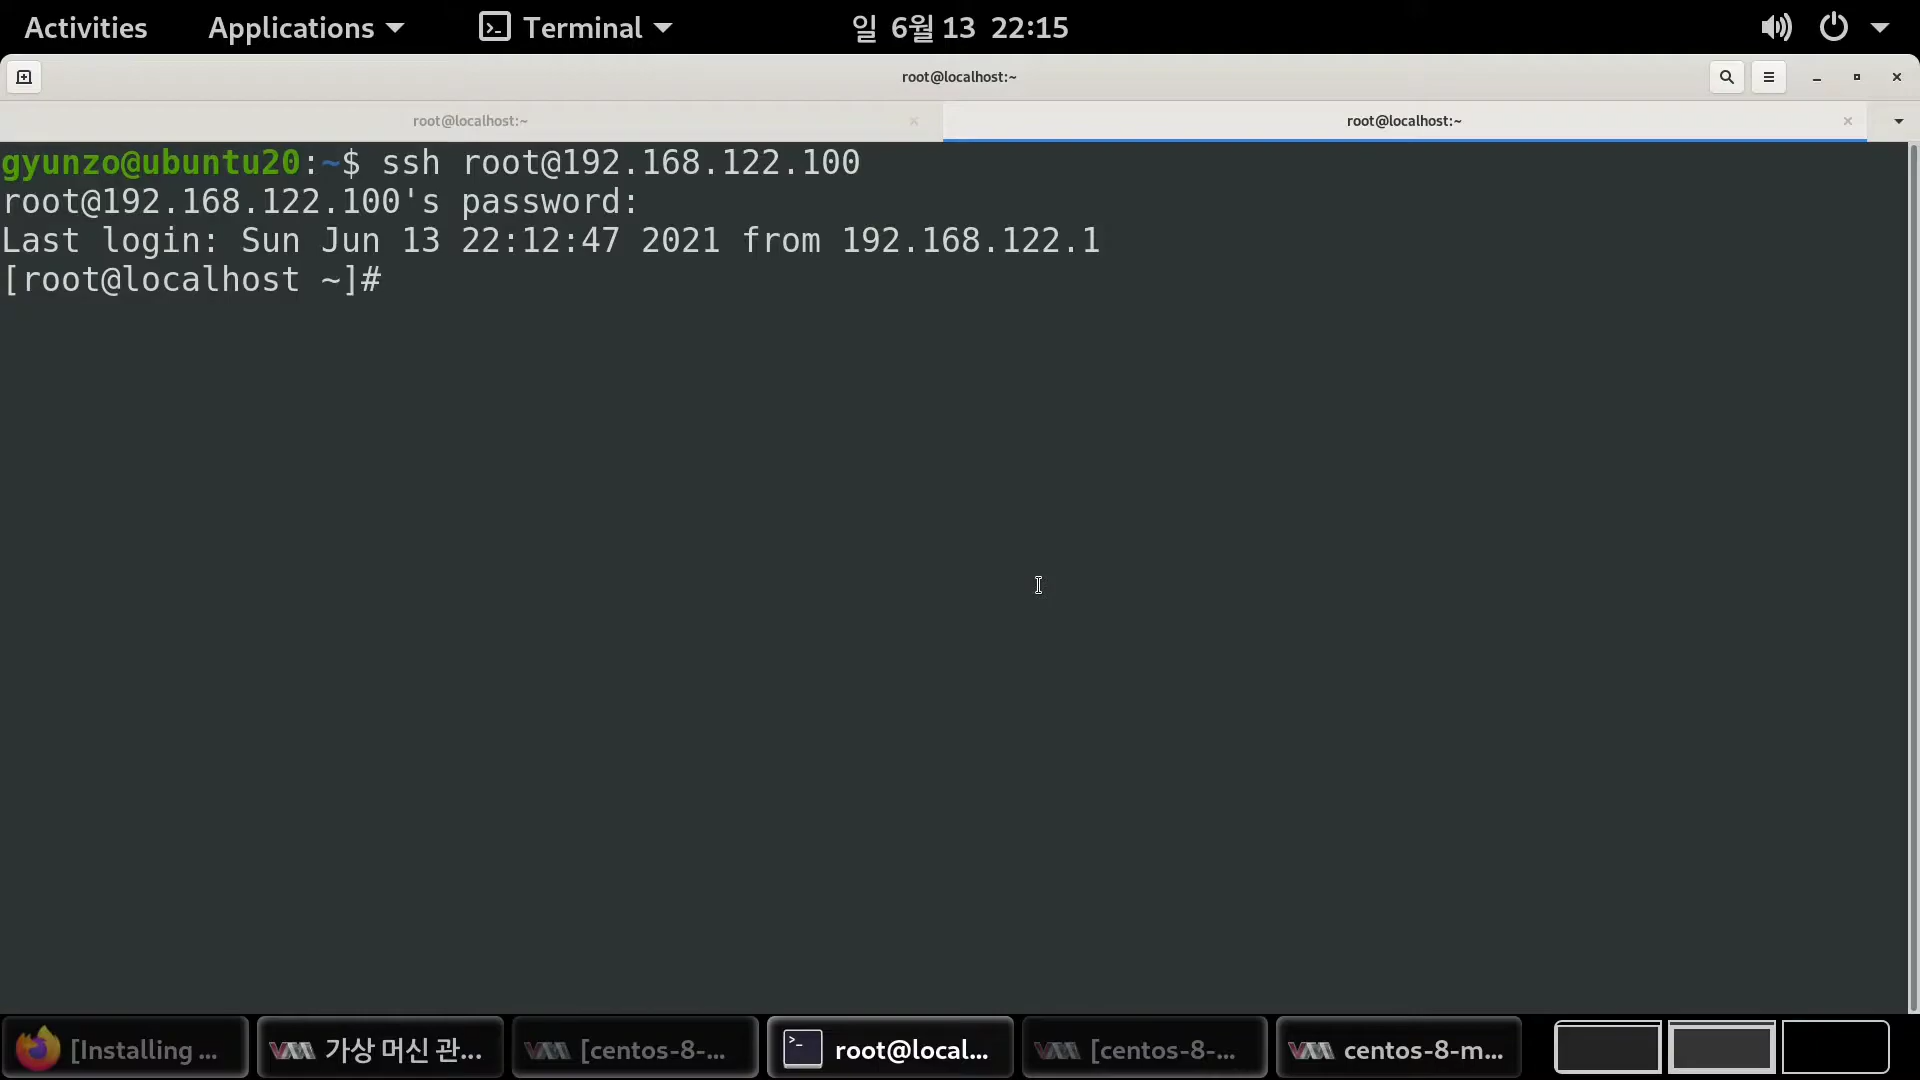 Activities Applications Terminal 일 6월 13 22:15
root@localhost:~
root@localhost:~ root@localhost:~
gyunzo@ubuntu20:~$ ssh root@192.168.122.100
root@192.168.122.100's password:
Last login: Sun Jun 13 22:12:47 2021 from 192.168.122.1
[root@localhost ~]#
[Installing ... 가상 머신 관... [centos-8-... root@local... [centos-8-... centos-8-m...